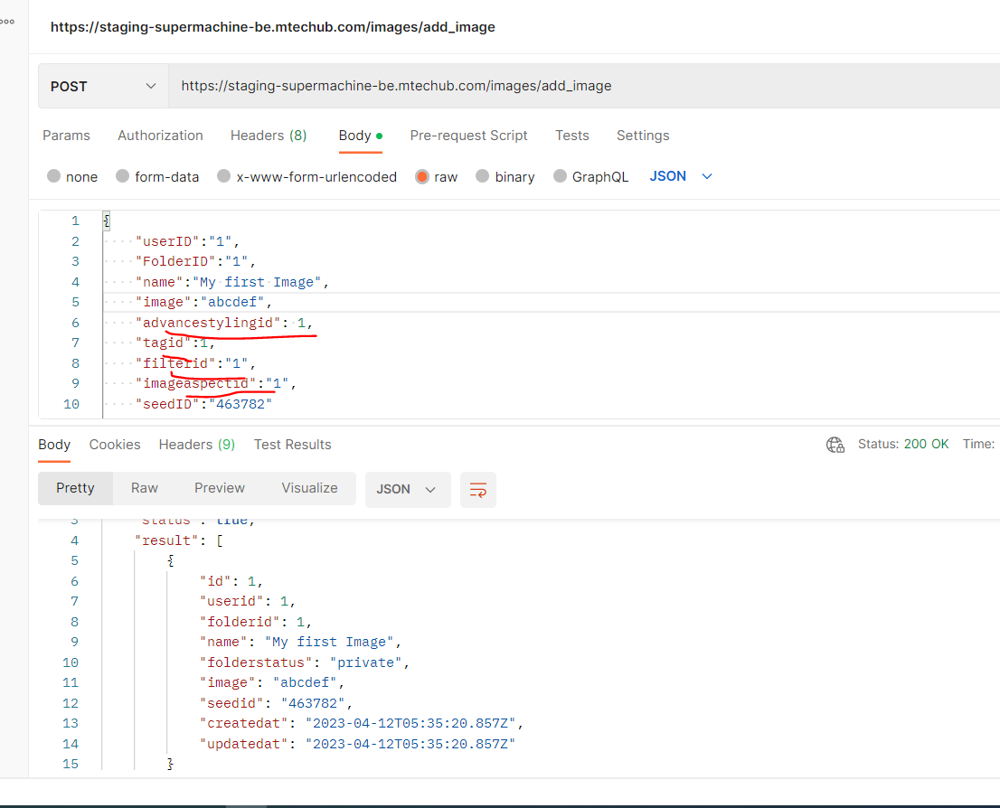 https://staging-supermachine-be.mtechub.com/images/add_image
POST https://staging-supermachine-be.mtechub.com/images/add_image
Params Authorization Headers (8) Body Pre-request Script Tests Settings
none form-data x-www-form-urlencoded raw binary GraphQL JSON
1 {
2 "userID":"1",
3 "FolderID":"1",
4 "name":"My first Image",
5 "image":"abcdef",
6 "advancestylingid": 1,
7 "tagid":1,
8 "filterid":"1",
9 "imageaspectid":"1",
10 "seedID":"463782"
Body Cookies Headers (9) Test Results Status: 200 OK Time:
Pretty Raw Preview Visualize JSON
3 "status": true,
4 "result": [
5 {
6 "id": 1,
7 "userid": 1,
8 "folderid": 1,
9 "name": "My first Image",
10 "folderstatus": "private",
11 "image": "abcdef",
12 "seedid": "463782",
13 "createdat": "2023-04-12T05:35:20.857Z",
14 "updatedat": "2023-04-12T05:35:20.857Z"
15 }